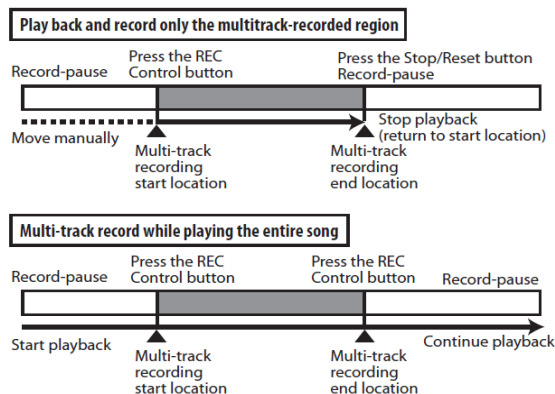 Play back and record only the multitrack-recorded region
Record-pause
Press the REC
Control button
Press the Stop/Reset button
Record-pause
Move manually
Stop playback
(return to start location)
Multi-track
recording
start location
Multi-track
recording
end location
Multi-track record while playing the entire song
Record-pause
Press the REC
Control button
Press the REC
Control button
Record-pause
Start playback
Continue playback
Multi-track
recording
start location
Multi-track
recording
end location